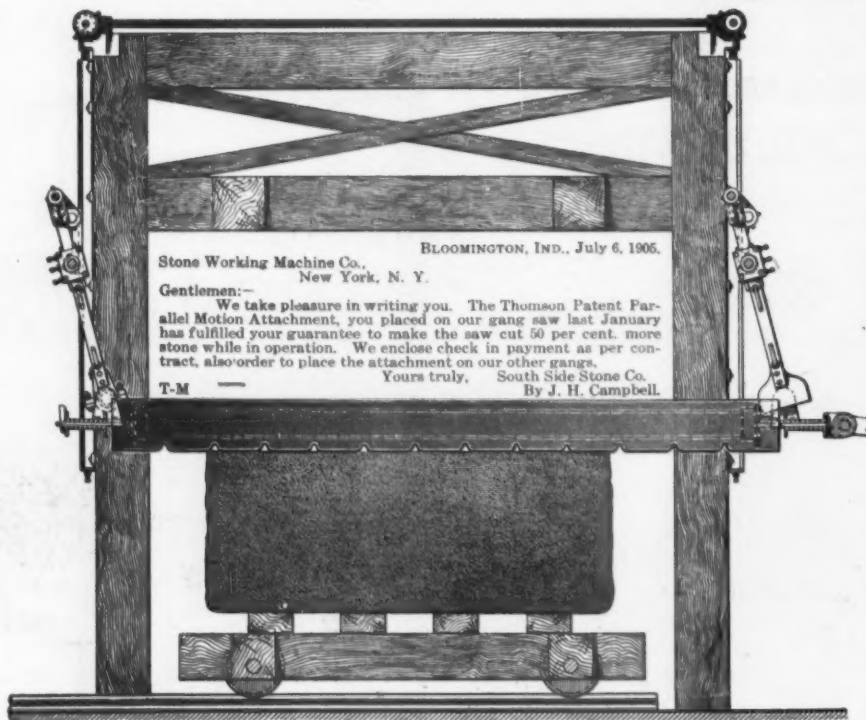 BLOOMINGTON, IND., July 6, 1905.
Stone Working Machine Co.,
New York, N. Y.
Gentlemen:—
We take pleasure in writing you. The Thomson Patent Par-
allel Motion Attachment, you placed on our gang saw last January
has fulfilled your guarantee to make the saw cut 50 per cent. more
stone while in operation. We enclose check in payment as per con-
tract, also order to place the attachment on our other gangs.
Yours truly, South Side Stone Co.
T-M By J. H. Campbell.